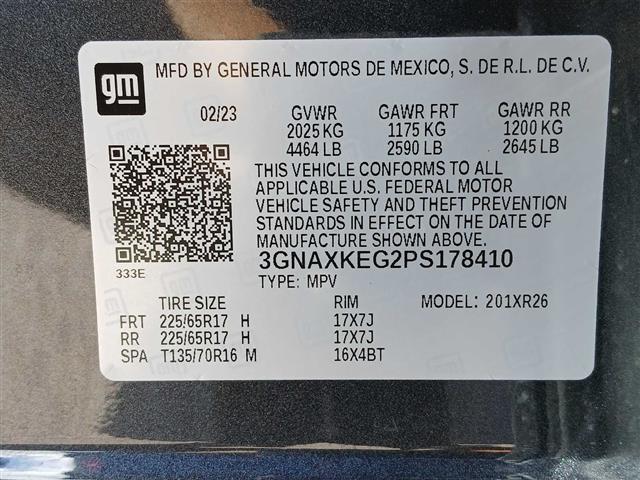 gm
MFD BY GENERAL MOTORS DE MEXICO, S. DE R.L. DE C.V.
02/23 GVWR GAWR FRT GAWR RR
2025 KG 1175 KG 1200 KG
4464 LB 2590 LB 2645 LB
THIS VEHICLE CONFORMS TO ALL
APPLICABLE U.S. FEDERAL MOTOR
VEHICLE SAFETY AND THEFT PREVENTION
STANDARDS IN EFFECT ON THE DATE OF
MANUFACTURE SHOWN ABOVE.
333E
3GNAXKEG2PS178410
TYPE: MPV
TIRE SIZE RIM MODEL: 201XR26
FRT 225/65R17 H 17X7J
RR 225/65R17 H 17X7J
SPA T135/70R16 M 16X4BT